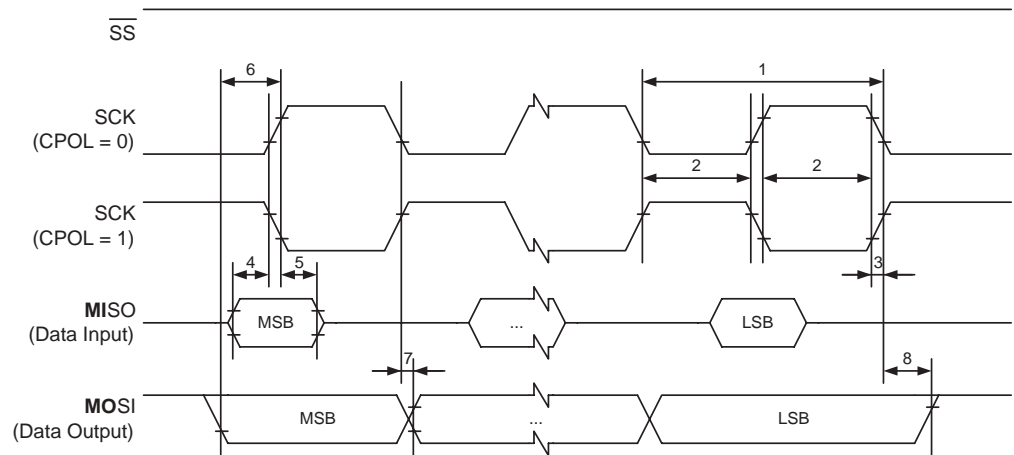 SS
6
1
SCK
(CPOL = 0)
2
2
SCK
(CPOL = 1)
4
5
3
MISO
(Data Input)
MSB
...
LSB
7
8
MOSI
(Data Output)
MSB
...
LSB